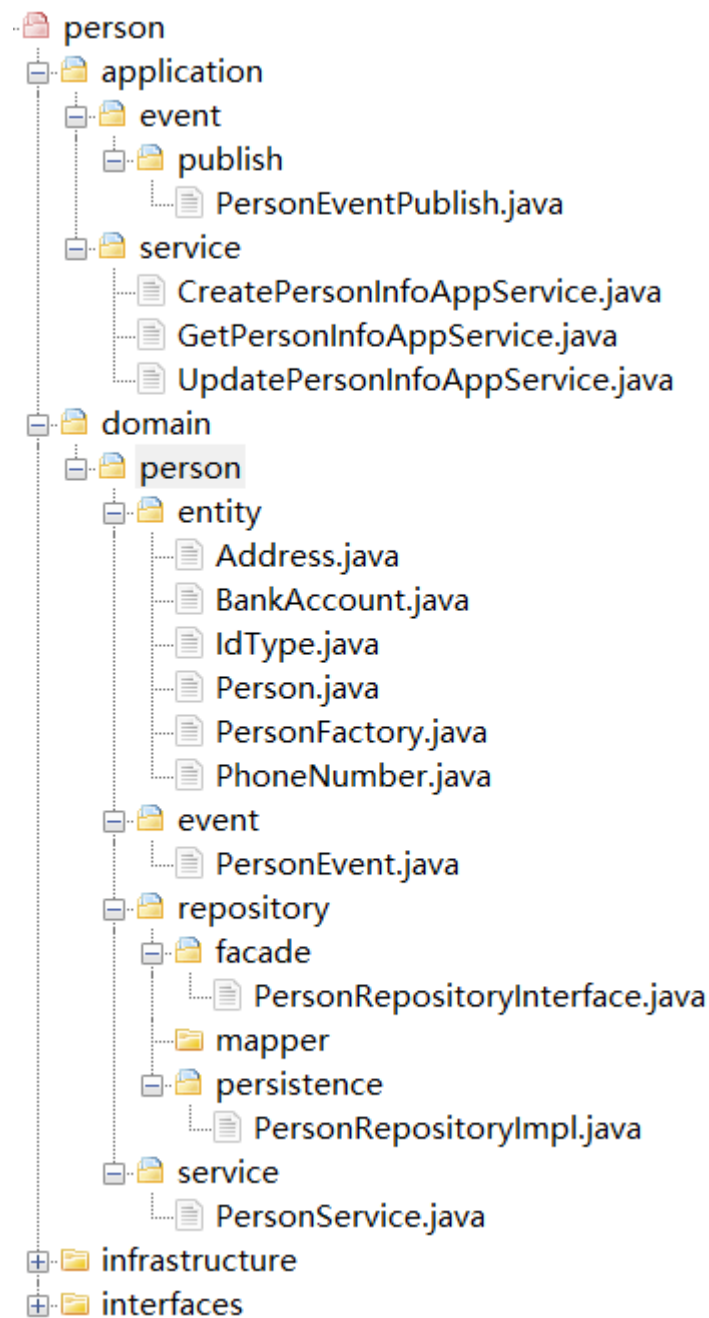 person
application
event
publish
PersonEventPublish.java
service
CreatePersonInfoAppService.java
GetPersonInfoAppService.java
UpdatePersonInfoAppService.java
domain
person
entity
Address.java
BankAccount.java
IdType.java
Person.java
PersonFactory.java
PhoneNumber.java
event
PersonEvent.java
repository
facade
PersonRepositoryInterface.java
mapper
persistence
PersonRepositoryImpl.java
service
PersonService.java
infrastructure
interfaces